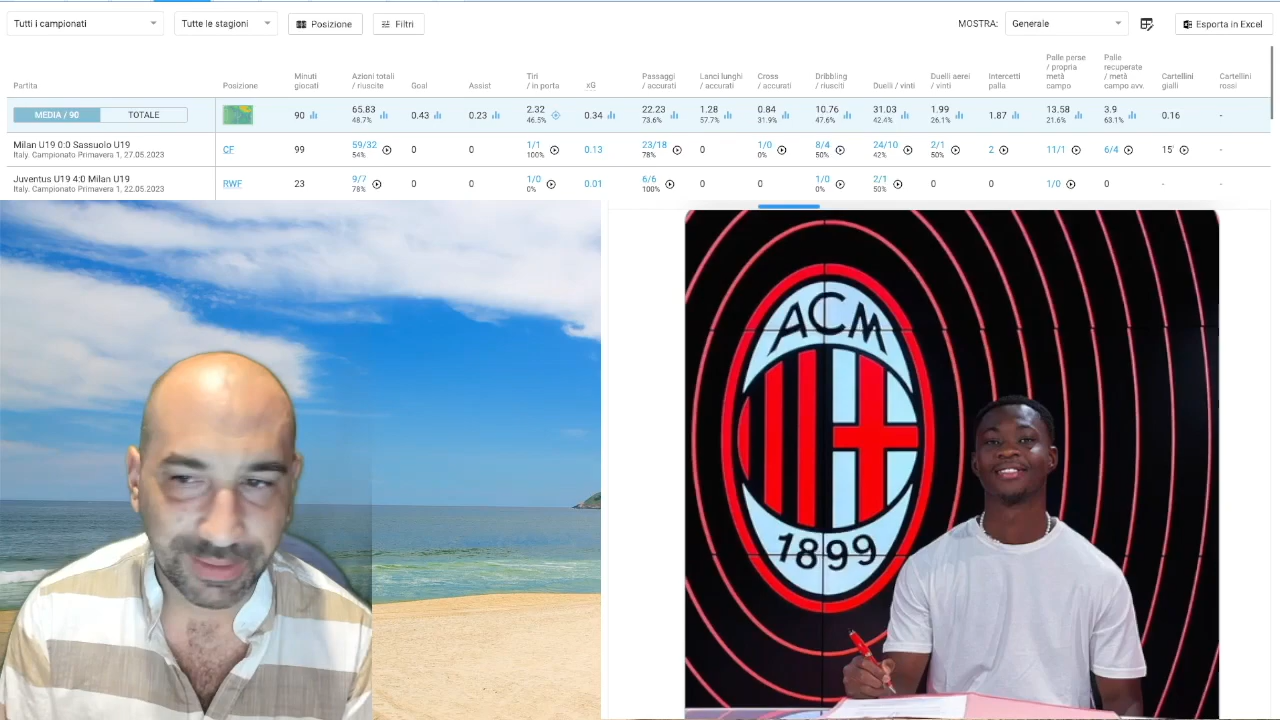 Tutti i campionati Tutte le stagioni Posizione Filtri MOSTRA: Generale Esporta in Excel
Partita Posizione Minuti giocati Azioni totali / riuscite Goal Assist Tiri / in porta xG Passaggi / accurati Lanci lunghi / accurati Cross / accurati Dribbling / riusciti Duelli / vinti Duelli aerei / vinti Intercetti palla Palle perse / propria metà campo Palle recuperate / metà campo avv. Cartellini gialli Cartellini rossi
MEDIA / 90 TOTALE 90 65.83 48.7% 0.43 0.23 2.32 46.5% 0.34 22.23 73.6% 1.28 57.7% 0.84 31.9% 10.76 47.6% 31.03 42.4% 1.99 26.1% 1.87 13.58 21.6% 3.9 63.1% 0.16 -
Milan U19 0:0 Sassuolo U19 CF 99 59/32 54% 0 0 1/1 100% 0.13 23/18 78% 0 1/0 0% 8/4 50% 24/10 42% 2/1 50% 2 11/1 6/4 15' -
Italy. Campionato Primavera 1, 27.05.2023
Juventus U19 4:0 Milan U19 RWF 23 9/7 78% 0 0 1/0 0% 0.01 6/6 100% 0 0 1/0 0% 2/1 50% 0 0 1/0 0 - -
Italy. Campionato Primavera 1, 22.05.2023
ACM
1899